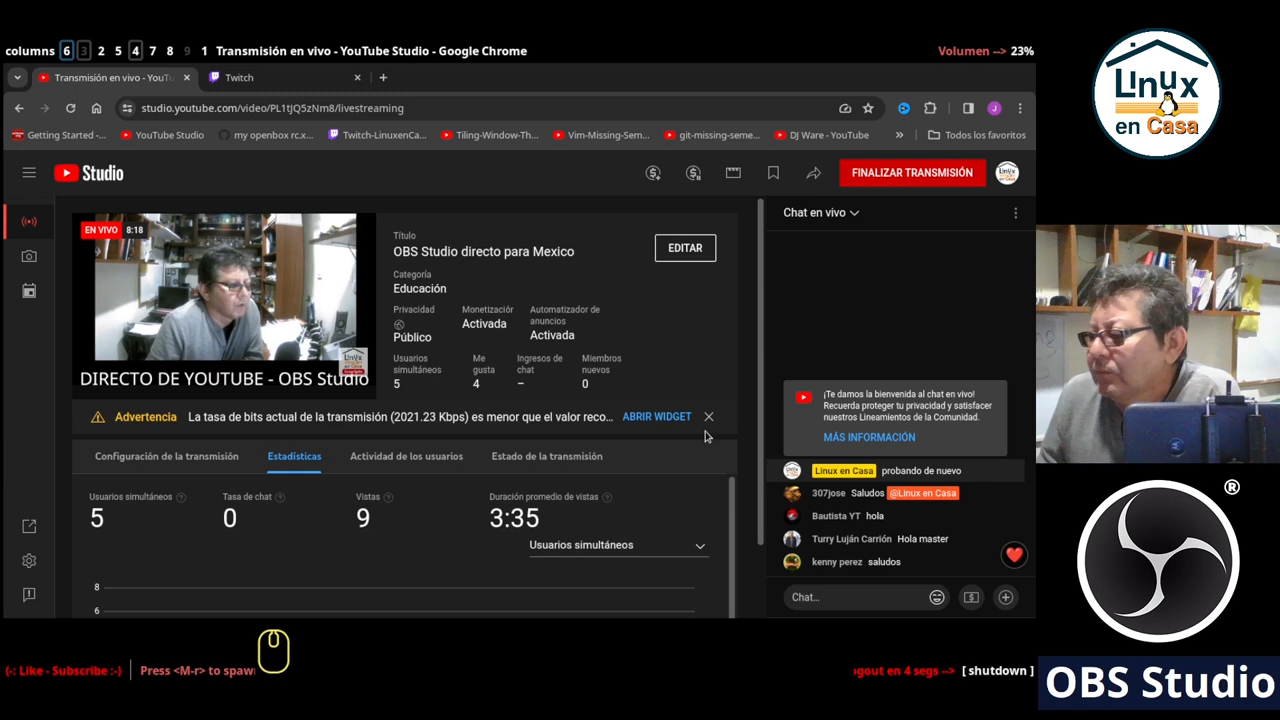 columns 6 3 2 5 4 7 8 9 1 Transmisión en vivo - YouTube Studio - Google Chrome
Volumen --> 23%
Transmisión en vivo - YouTu
Twitch
studio.youtube.com/video/PL1tJQ5zNm8/livestreaming
Getting Started -...
YouTube Studio
my openbox rc.x...
Twitch-LinuxenCa...
Tiling-Window-Th...
Vim-Missing-Sem...
git-missing-seme...
DJ Ware - YouTube
Todos los favoritos
Studio
FINALIZAR TRANSMISIÓN
EN VIVO 8:18
DIRECTO DE YOUTUBE - OBS Studio
Título
OBS Studio directo para Mexico
EDITAR
Categoría
Educación
Privacidad
Público
Monetización
Activada
Automatizador de
anuncios
Activada
Usuarios
simultáneos
5
Me
gusta
4
Ingresos de
chat
–
Miembros
nuevos
0
Advertencia La tasa de bits actual de la transmisión (2021.23 Kbps) es menor que el valor reco... ABRIR WIDGET
Configuración de la transmisión
Estadísticas
Actividad de los usuarios
Estado de la transmisión
Usuarios simultáneos
5
Tasa de chat
0
Vistas
9
Duración promedio de vistas
3:35
Usuarios simultáneos
8
6
Chat en vivo
¡Te damos la bienvenida al chat en vivo!
Recuerda proteger tu privacidad y satisfacer
nuestros Lineamientos de la Comunidad.
MÁS INFORMACIÓN
Linux en Casa probando de nuevo
307jose Saludos @Linux en Casa
Bautista YT hola
Turry Luján Carrión Hola master
kenny perez saludos
Chat...
(-: Like - Subscribe :-)
Press <M-r> to spaw
gout en 4 segs -->
[ shutdown ]
LInux
en Casa
®
OBS Studio